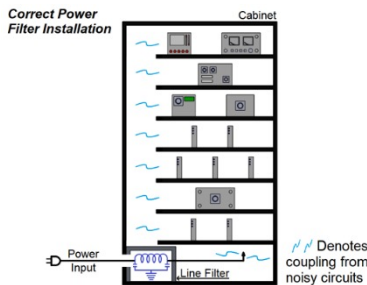 Correct Power
Filter Installation
Cabinet
Power
Input
Line Filter
Denotes
coupling from
noisy circuits